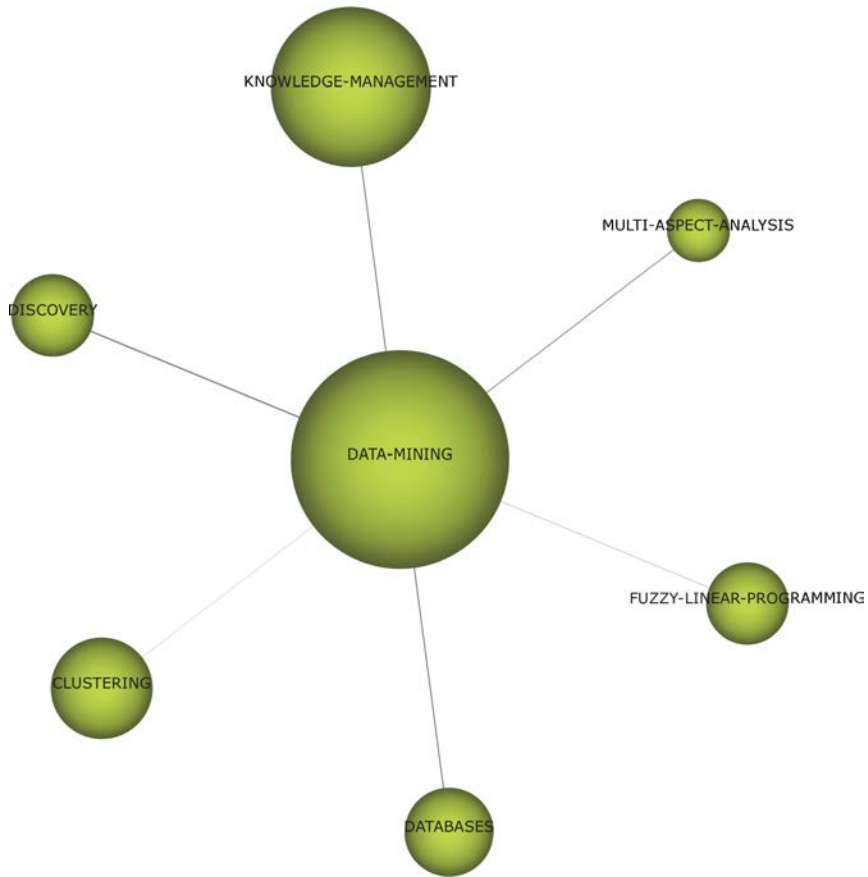 KNOWLEDGE-MANAGEMENT
MULTI-ASPECT-ANALYSIS
DISCOVERY
DATA-MINING
FUZZY-LINEAR-PROGRAMMING
CLUSTERING
DATABASES